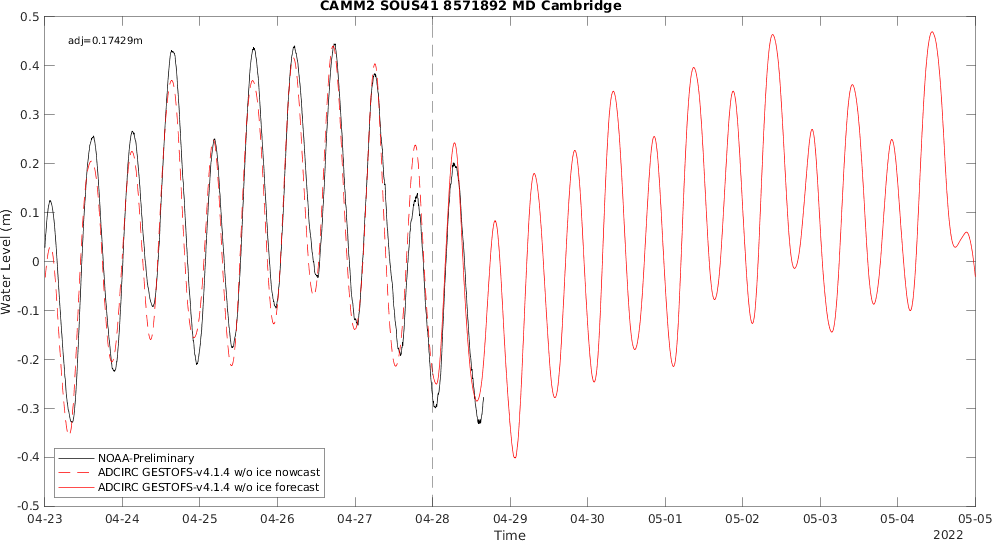 CAMM2 SOUS41 8571892 MD Cambridge
adj=0.17429m
0.5
0.4
0.3
0.2
0.1
0
-0.1
-0.2
-0.3
-0.4
-0.5
Water Level (m)
NOAA-Preliminary
ADCIRC GESTOFS-v4.1.4 w/o ice nowcast
ADCIRC GESTOFS-v4.1.4 w/o ice forecast
04-23 04-24 04-25 04-26 04-27 04-28 04-29 04-30 05-01 05-02 05-03 05-04 05-05
Time
2022